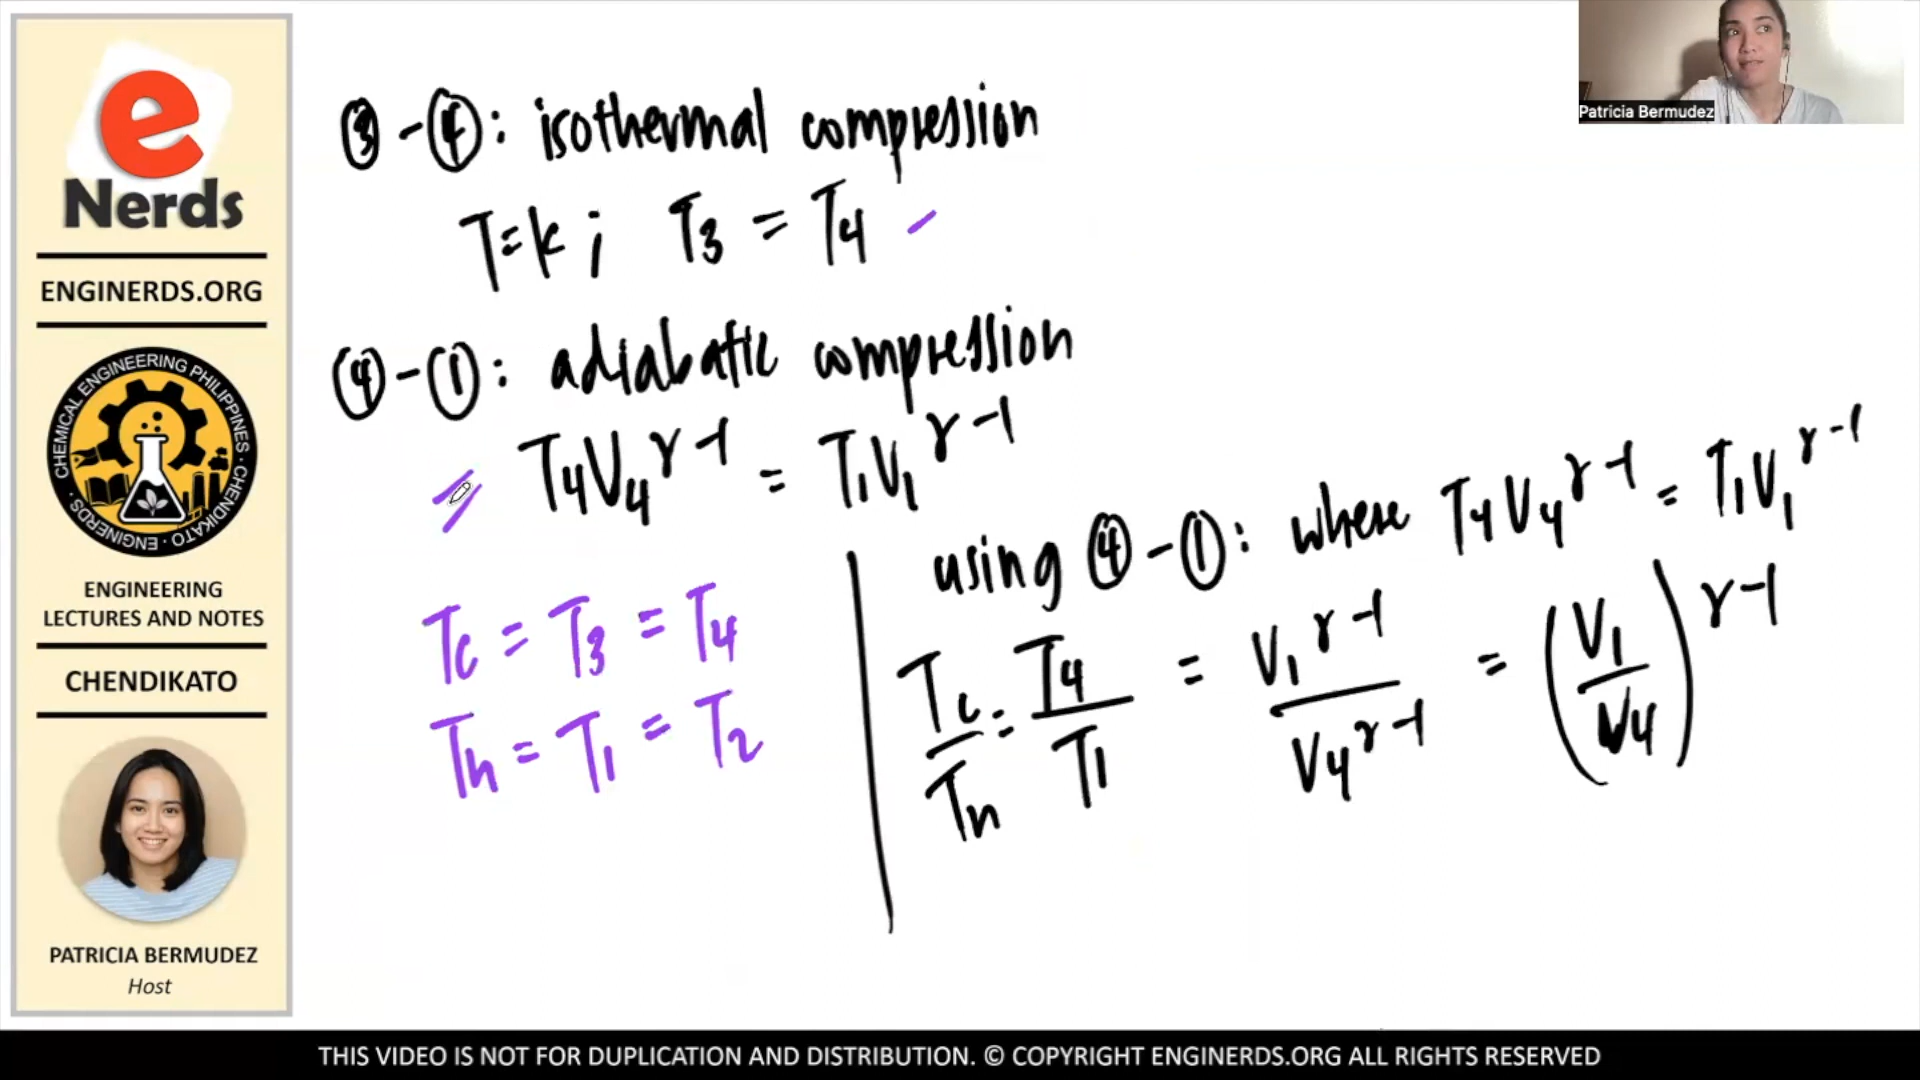 e
Nerds
ENGINERDS.ORG
CHEMICAL ENGINEERING PHILIPPINES · CHENDIKATO · ENGINERDS ·
ENGINEERING
LECTURES AND NOTES
CHENDIKATO
PATRICIA BERMUDEZ
Host
Patricia Bermudez
③-④: isothermal compression
T=k; T₃ = T₄
④-①: adiabatic compression
T₄V₄^γ-1 = T₁V₁^γ-1
Tc = T₃ = T₄
Th = T₁ = T₂
using ④-①: where T₄V₄^γ-1 = T₁V₁^γ-1
Tc/Th = T₄/T₁ = V₁^γ-1/V₄^γ-1 = (V₁/V₄)^γ-1
THIS VIDEO IS NOT FOR DUPLICATION AND DISTRIBUTION. © COPYRIGHT ENGINERDS.ORG ALL RIGHTS RESERVED